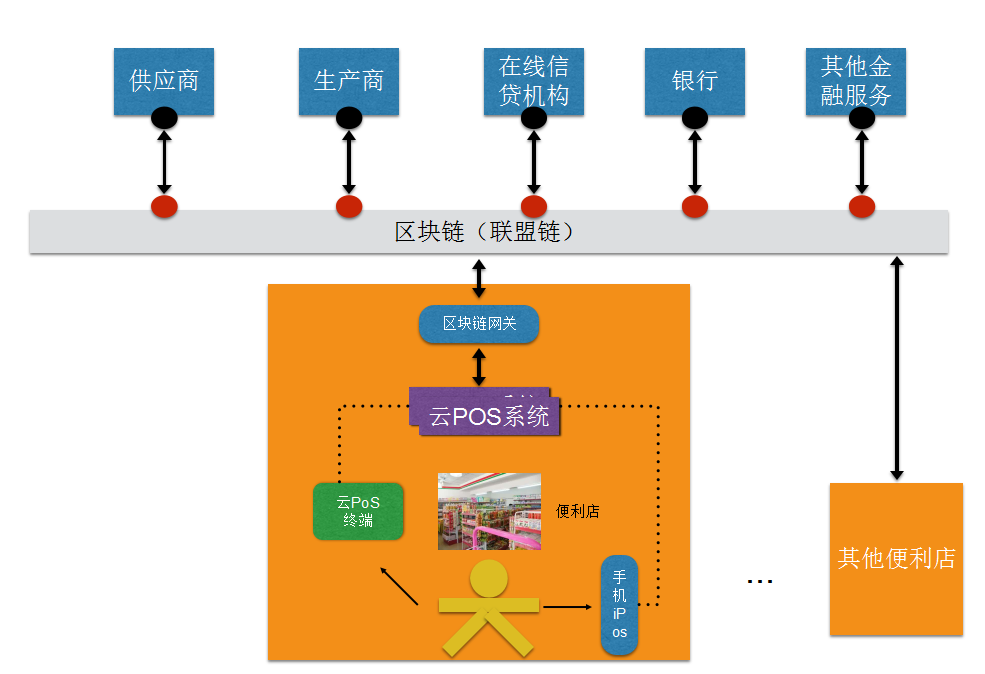 供应商
生产商
在线信
贷机构
银行
其他金
融服务
区块链（联盟链）
区块链网关
云POS系统
云PoS
终端
便利店
手
机
iP
os
...
其他便利店